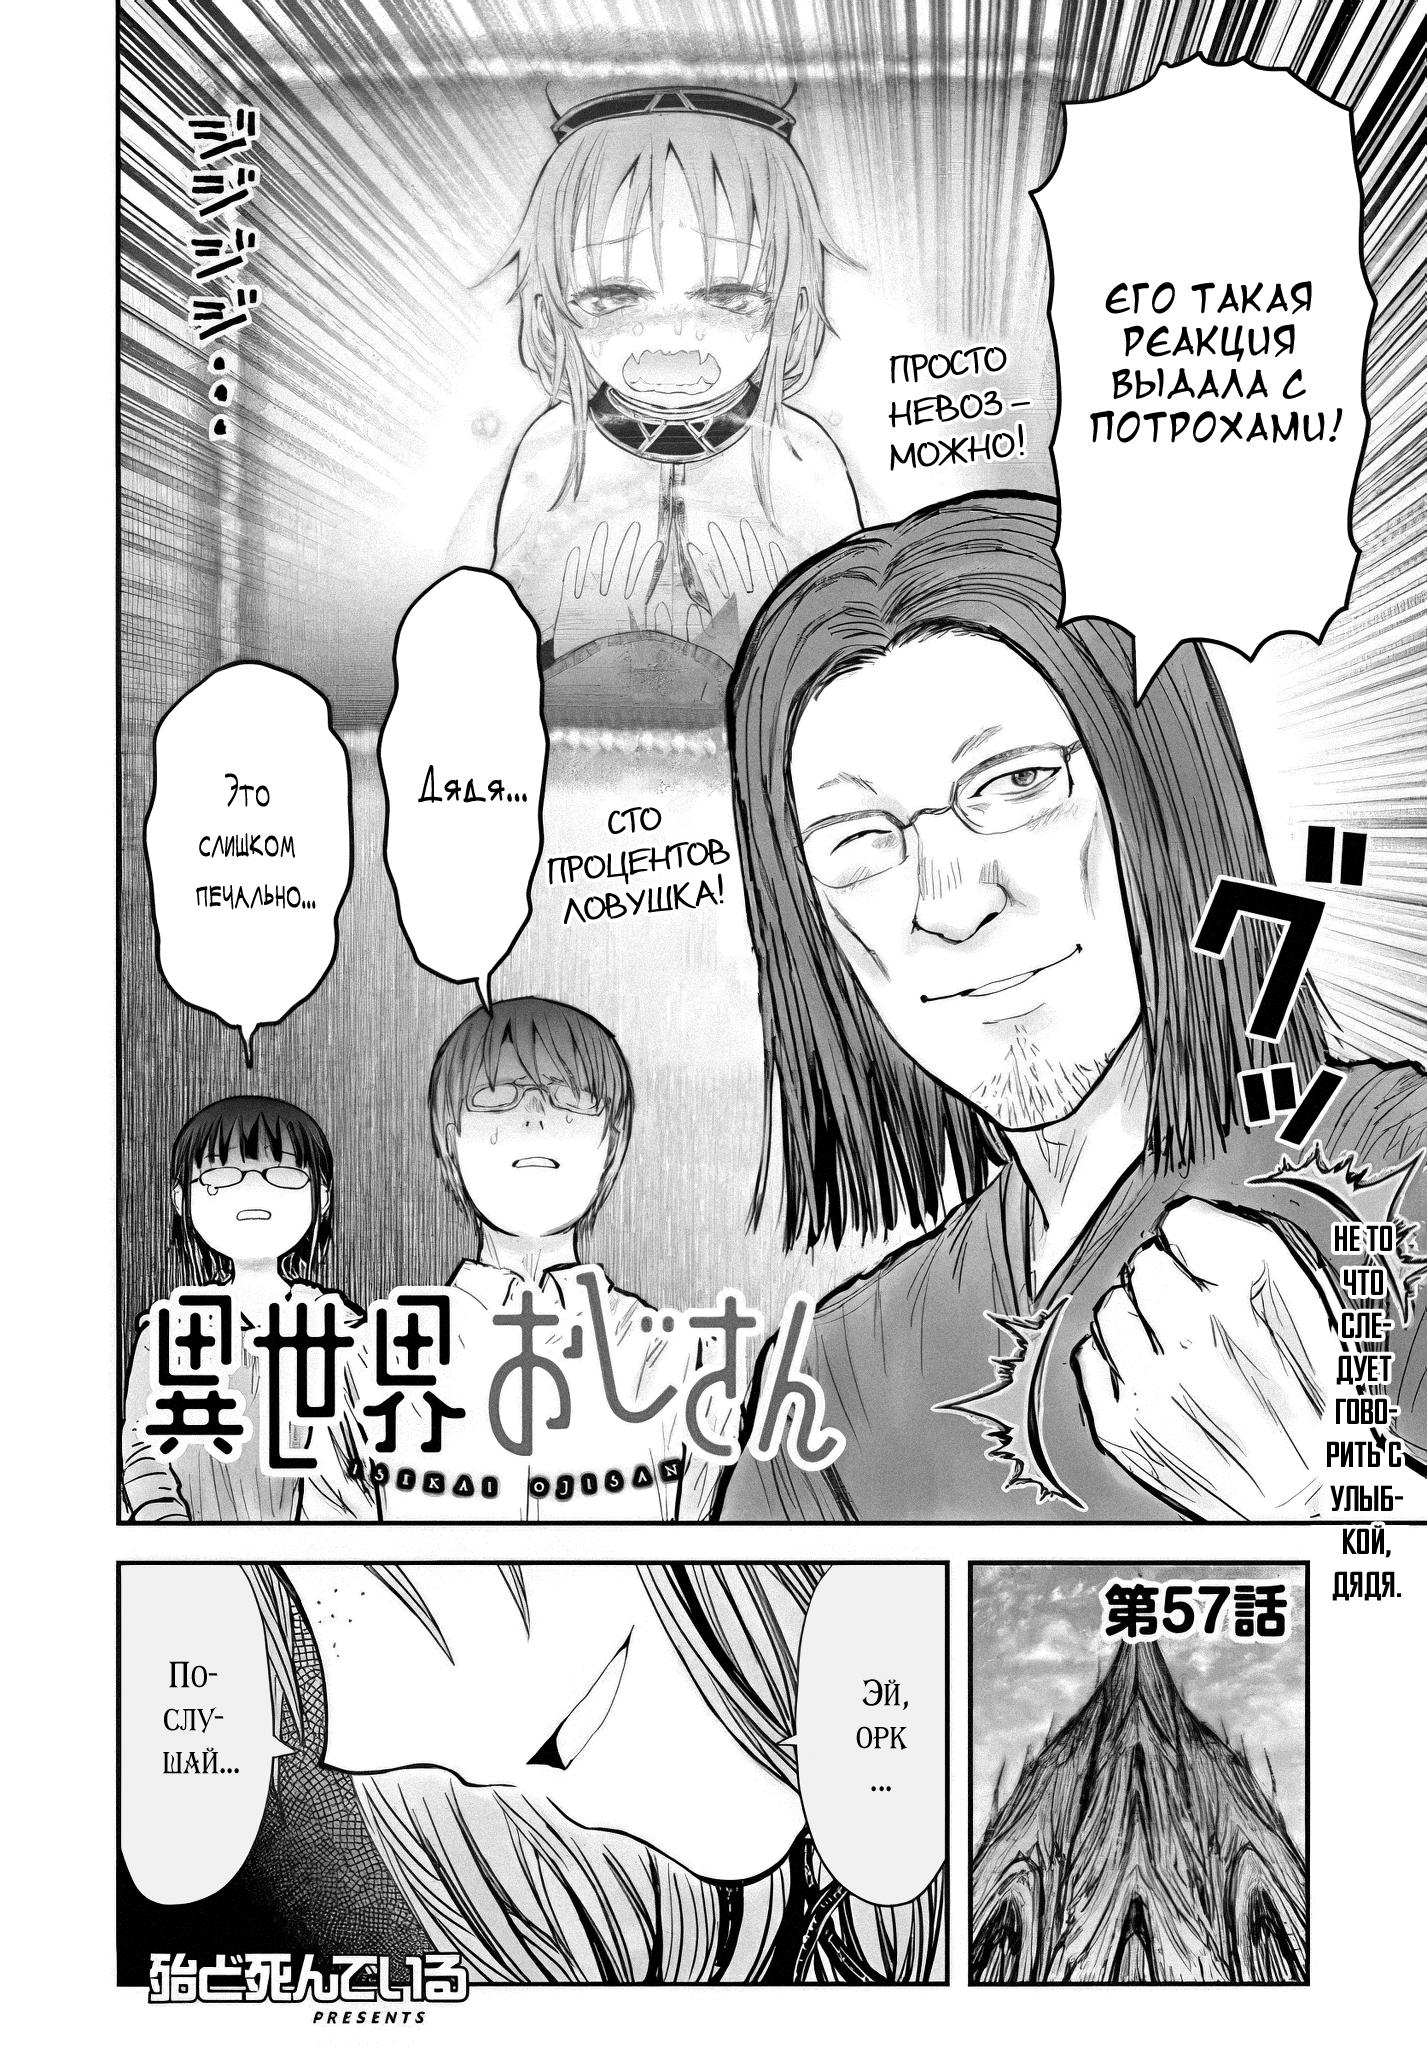 ЕГО ТАКАЯ
РЕАКЦИЯ
ВЫДАЛА С
ПОТРОХАМИ!
ПРОСТО
НЕВОЗ –
МОЖНО!
ジジジジ...
Дядя...
СТО
ПРОЦЕНТОВ
ЛОВУШКА!
Это
слишком
печально...
グッ
НЕ ТО
ЧТО
СЛЕ-
ДУЕТ
ГОВО-
РИТЬ С
УЛЫБ-
КОЙ,
ДЯДЯ.
異世界おじさん
ISEKAI OJISAN
第57話
Эй,
орк
...
По-
слу-
шай...
殆ど死んでいる
PRESENTS